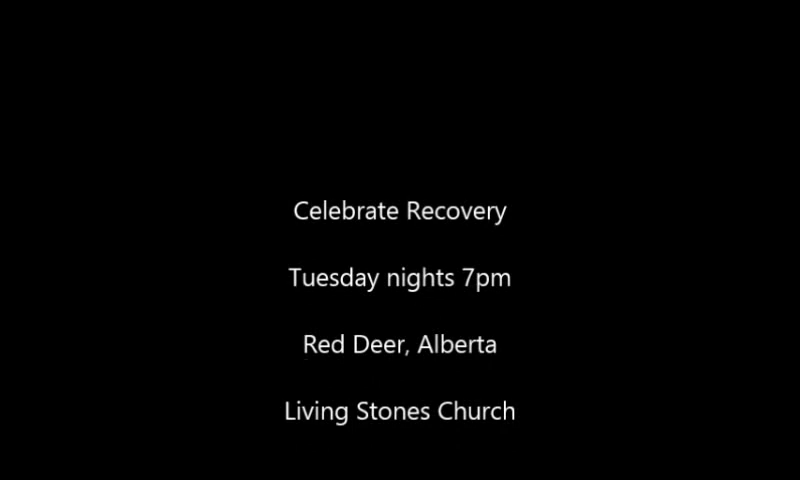 Celebrate Recovery
Tuesday nights 7pm
Red Deer, Alberta
Living Stones Church